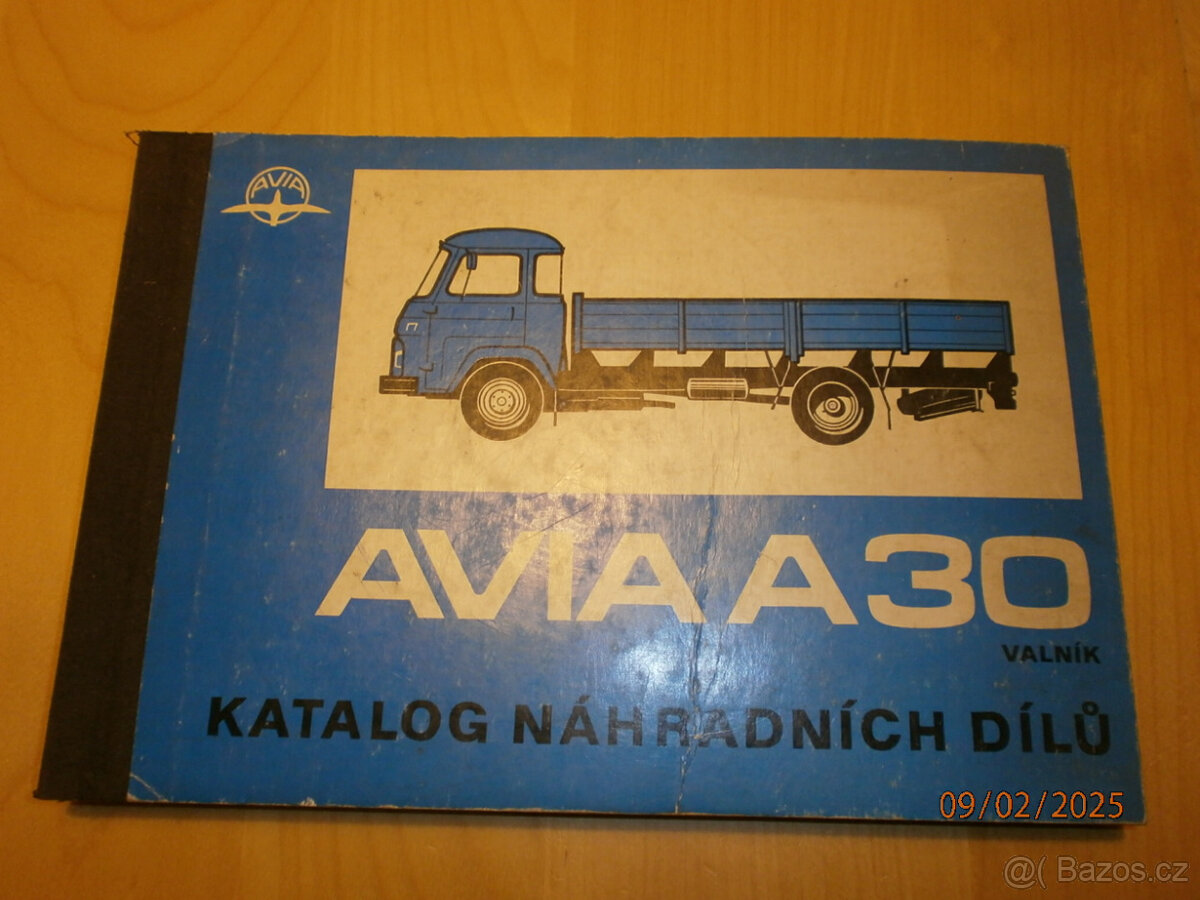 AVIA
AVIA A30
VALNÍK
KATALOG NÁHRADNÍCH DÍLŮ
09/02/2025
@( Bazos.cz